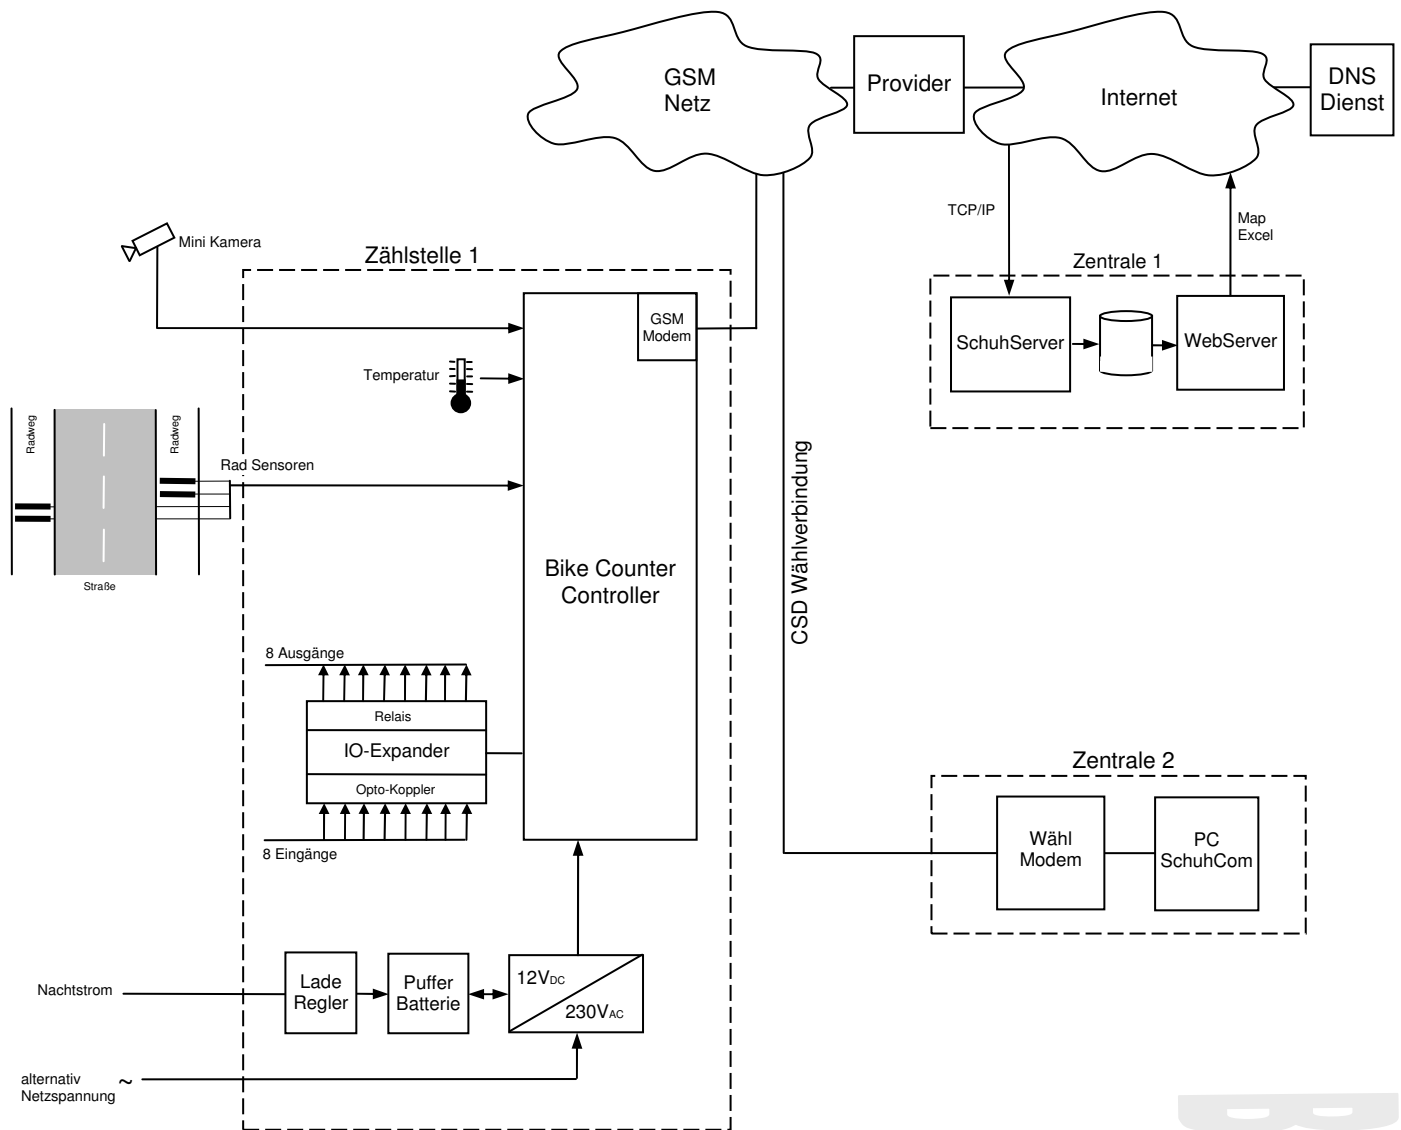 GSM
Netz
Provider
Internet
DNS
Dienst
TCP/IP
Map
Excel
Mini Kamera
Zählstelle 1
Zentrale 1
GSM
Modem
SchuhServer
WebServer
Temperatur
Radweg
Radweg
Rad Sensoren
Straße
CSD Wählverbindung
Bike Counter
Controller
8 Ausgänge
Relais
IO-Expander
Opto-Koppler
8 Eingänge
Zentrale 2
Wähl
Modem
PC
SchuhCom
Nachtstrom
Lade
Regler
Puffer
Batterie
12VDC
230VAC
alternativ
Netzspannung
~